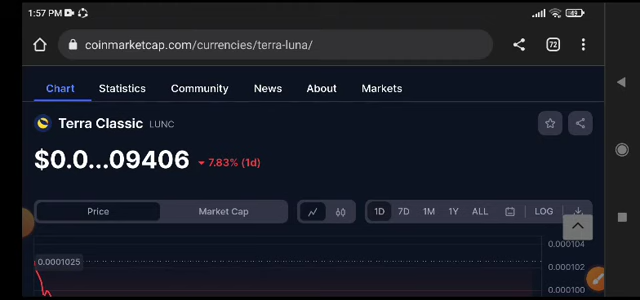 1:57 PM 49
coinmarketcap.com/currencies/terra-luna/ 72
Chart Statistics Community News About Markets
Terra Classic LUNC
$0.0...09406 7.83% (1d)
Price Market Cap 1D 7D 1M 1Y ALL LOG
0.000104
0.0001025 0.000102
0.000100